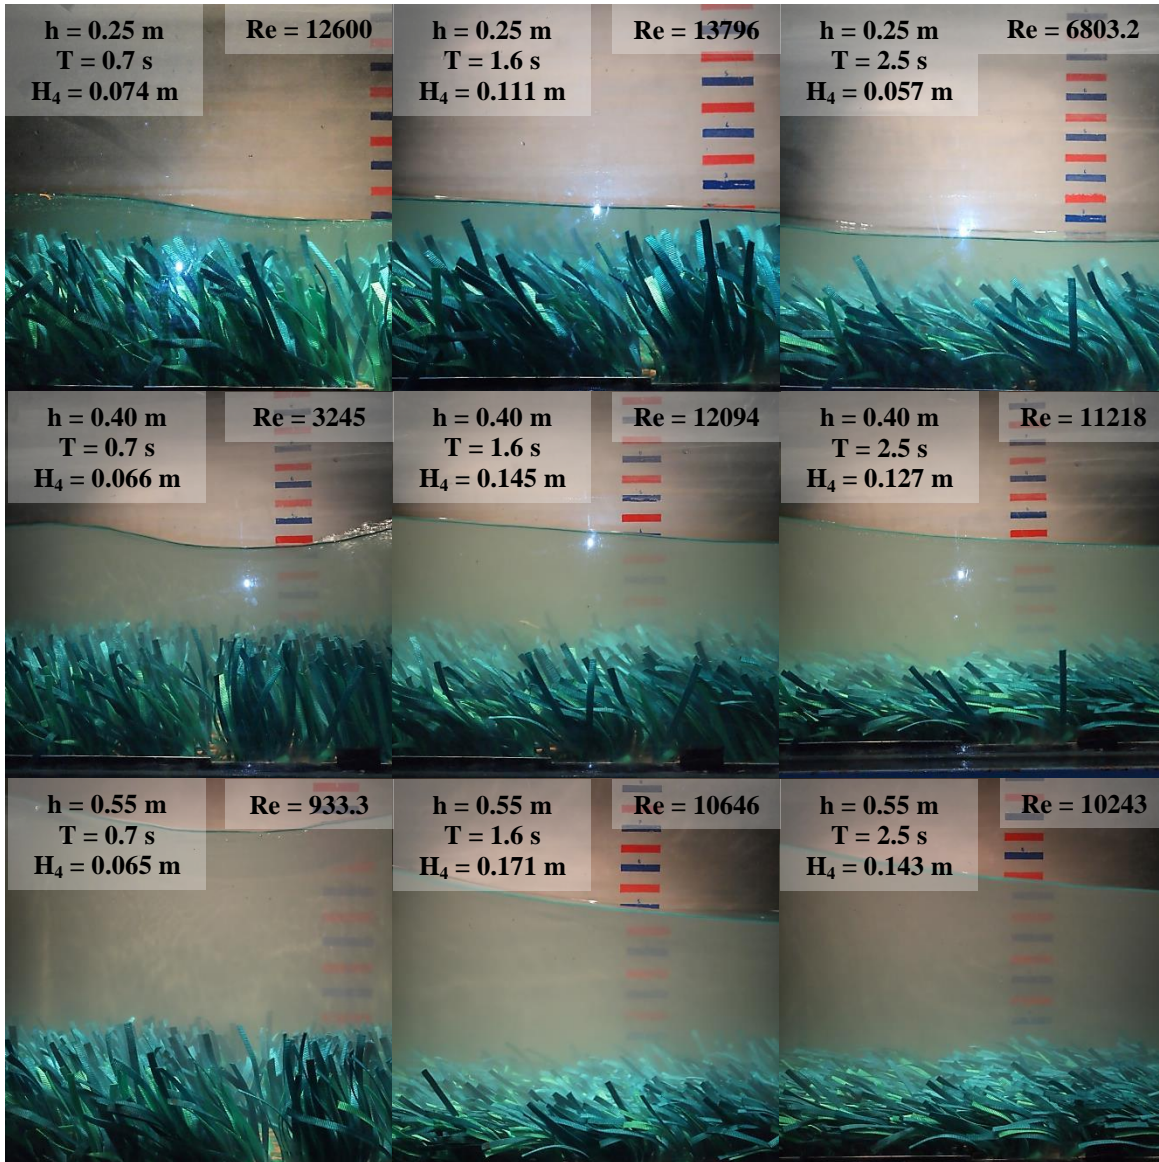 h = 0.25 m
T = 0.7 s
H₄ = 0.074 m
Re = 12600
h = 0.25 m
T = 1.6 s
H₄ = 0.111 m
Re = 13796
h = 0.25 m
T = 2.5 s
H₄ = 0.057 m
Re = 6803.2
h = 0.40 m
T = 0.7 s
H₄ = 0.066 m
Re = 3245
h = 0.40 m
T = 1.6 s
H₄ = 0.145 m
Re = 12094
h = 0.40 m
T = 2.5 s
H₄ = 0.127 m
Re = 11218
h = 0.55 m
T = 0.7 s
H₄ = 0.065 m
Re = 933.3
h = 0.55 m
T = 1.6 s
H₄ = 0.171 m
Re = 10646
h = 0.55 m
T = 2.5 s
H₄ = 0.143 m
Re = 10243